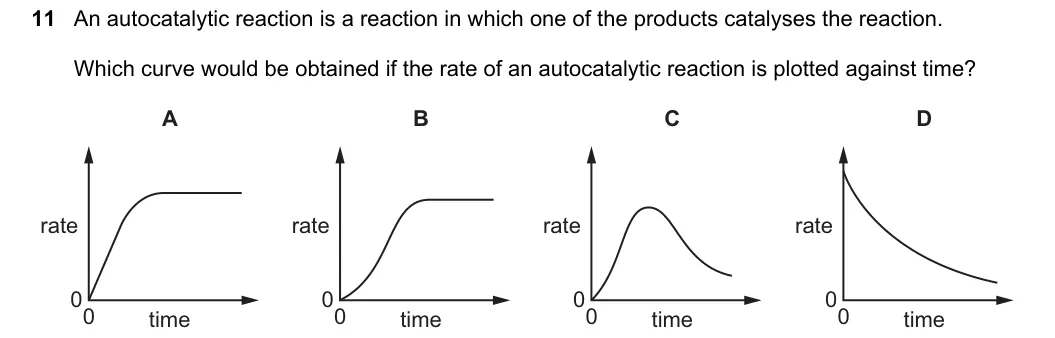 11 An autocatalytic reaction is a reaction in which one of the products catalyses the reaction.
Which curve would be obtained if the rate of an autocatalytic reaction is plotted against time?
A B C D
rate rate rate rate
0 0 0 0
0 time 0 time 0 time 0 time